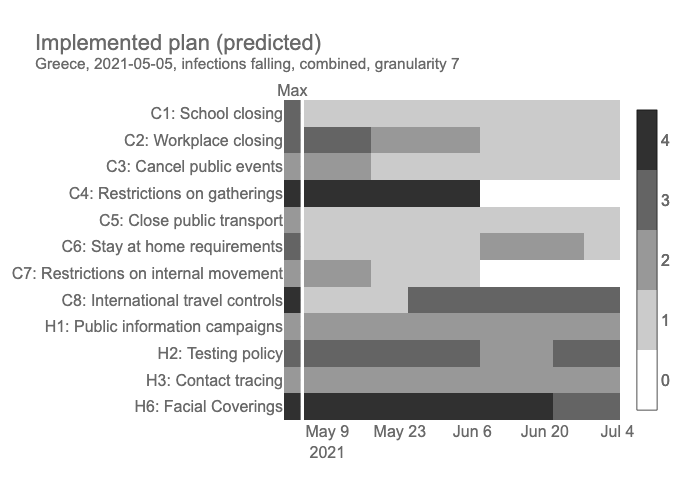 Implemented plan (predicted)
Greece, 2021-05-05, infections falling, combined, granularity 7
Max
C1: School closing
C2: Workplace closing
C3: Cancel public events
C4: Restrictions on gatherings
C5: Close public transport
C6: Stay at home requirements
C7: Restrictions on internal movement
C8: International travel controls
H1: Public information campaigns
H2: Testing policy
H3: Contact tracing
H6: Facial Coverings
May 9 May 23 Jun 6 Jun 20 Jul 4
2021
4
3
2
1
0